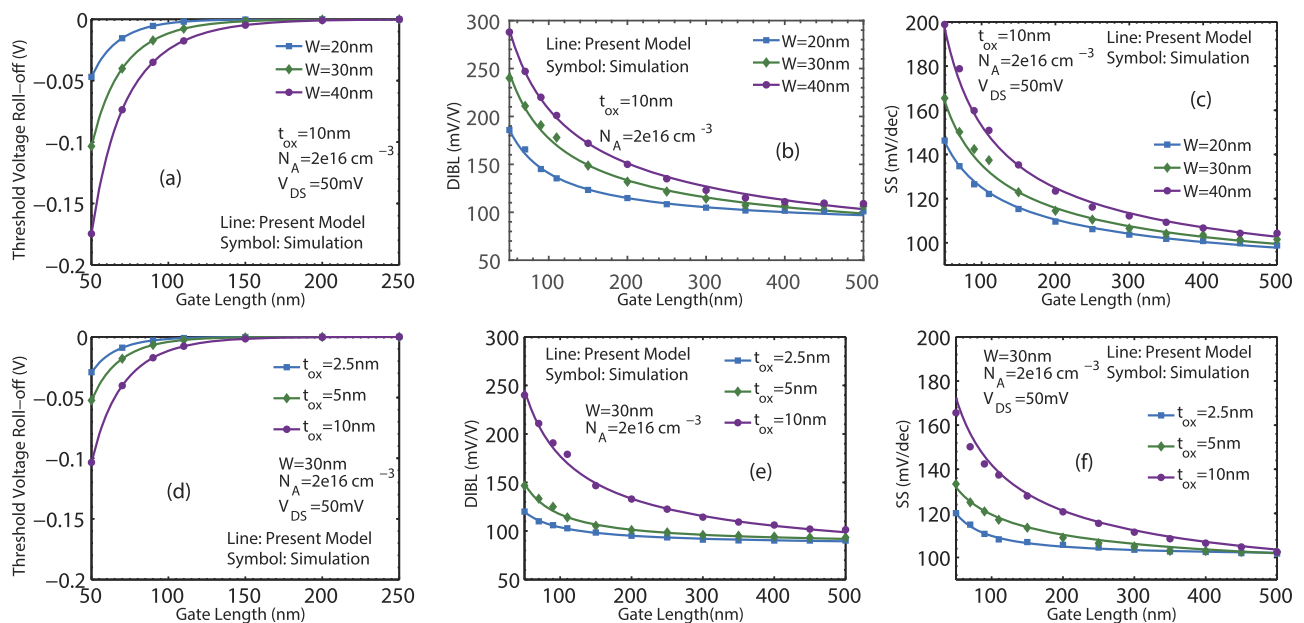 Threshold Voltage Roll−off (V)
0
−0.05
−0.1
−0.15
−0.2
50
100
150
200
250
Gate Length (nm)
W=20nm
W=30nm
W=40nm
t_ox=10nm
N_A=2e16 cm^−3
V_DS=50mV
(a)
Line: Present Model
Symbol: Simulation
DIBL (mV/V)
300
250
200
150
100
50
100
200
300
400
500
Gate Length(nm)
Line: Present Model
Symbol: Simulation
W=20nm
W=30nm
W=40nm
t_ox=10nm
N_A=2e16 cm^−3
(b)
SS (mV/dec)
200
180
160
140
120
100
100
200
300
400
500
Gate Length (nm)
t_ox=10nm
N_A=2e16 cm^−3
V_DS=50mV
Line: Present Model
Symbol: Simulation
(c)
W=20nm
W=30nm
W=40nm
Threshold Voltage Roll−off (V)
0
−0.05
−0.1
−0.15
−0.2
50
100
150
200
250
Gate Length (nm)
t_ox=2.5nm
t_ox=5nm
t_ox=10nm
W=30nm
N_A=2e16 cm^−3
V_DS=50mV
(d)
Line: Present Model
Symbol: Simulation
DIBL (mV/V)
300
250
200
150
100
50
100
200
300
400
500
Gate Length (nm)
Line: Present Model
Symbol: Simulation
t_ox=2.5nm
t_ox=5nm
t_ox=10nm
W=30nm
N_A=2e16 cm^−3
(e)
SS (mV/dec)
200
180
160
140
120
100
100
200
300
400
500
Gate Length (nm)
W=30nm
N_A=2e16 cm^−3
V_DS=50mV
Line: Present Model
Symbol: Simulation
t_ox=2.5nm
t_ox=5nm
t_ox=10nm
(f)